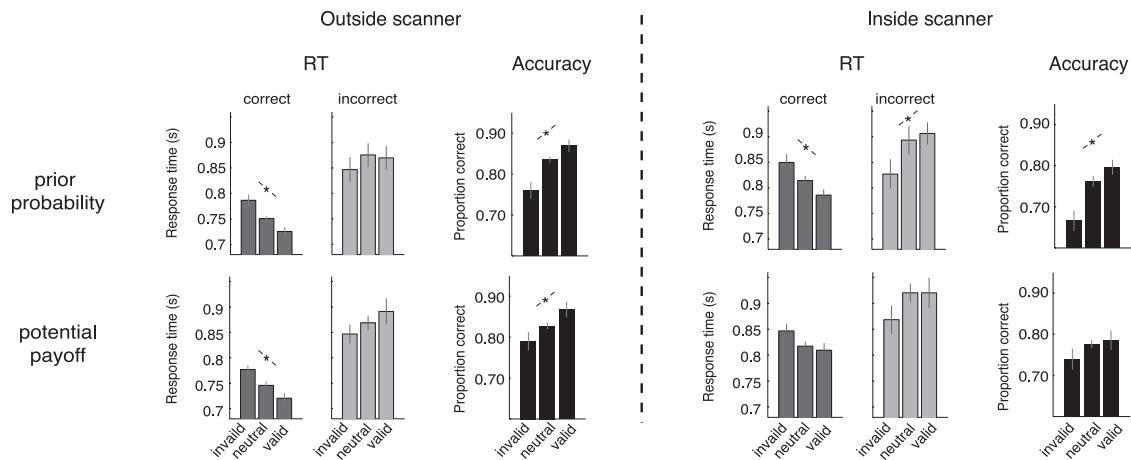 Outside scanner
Inside scanner
RT
Accuracy
RT
Accuracy
correct
incorrect
correct
incorrect
prior
probability
Response time (s)
0.9
0.85
0.8
0.75
0.7
*
Proportion correct
0.90
0.80
0.70
*
Response time (s)
0.9
0.85
0.8
0.75
0.7
*
*
Proportion correct
0.90
0.80
0.70
*
potential
payoff
Response time (s)
0.9
0.85
0.8
0.75
0.7
*
Proportion correct
0.90
0.80
0.70
*
Response time (s)
0.9
0.85
0.8
0.75
0.7
Proportion correct
0.90
0.80
0.70
invalid
neutral
valid
invalid
neutral
valid
invalid
neutral
valid
invalid
neutral
valid
invalid
neutral
valid
invalid
neutral
valid